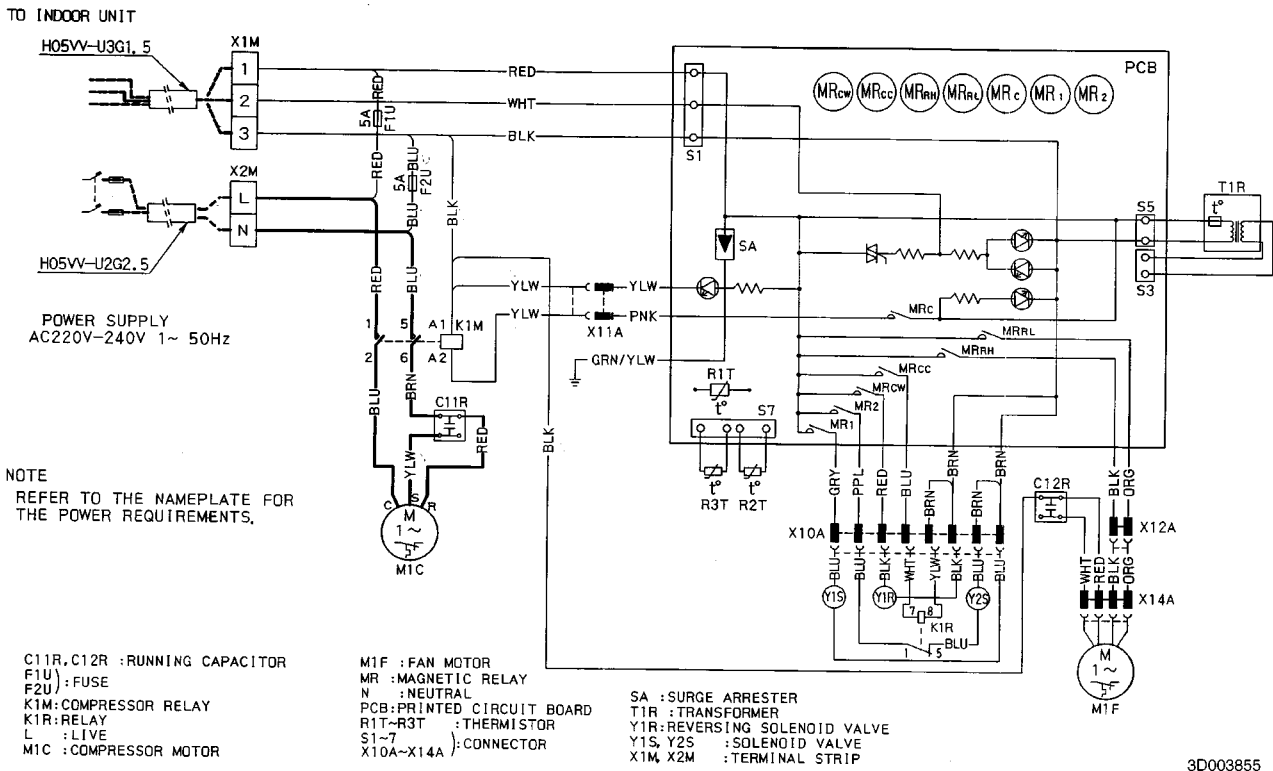 TO INDOOR UNIT
H05VV-U3G1.5
X1M
1
2
3
RED
WHT
BLK
RED
5A
F1U
RED
BLU
5A
F2U
BLU
BLK
X2M
L
N
H05VV-U2G2.5
POWER SUPPLY
AC220V-240V 1~ 50Hz
RED
BLU
1
2
5
6
A1
A2
K1M
YLW
YLW
X11A
YLW
PNK
GRN/YLW
BLU
BRN
C11R
RED
YLW
C
S
R
M
1~
M1C
NOTE
REFER TO THE NAMEPLATE FOR
THE POWER REQUIREMENTS.
PCB
MRCW
MRCC
MRRH
MRRL
MRC
MR1
MR2
S1
SA
S5
S3
T1R
t°
MRC
MRRL
MRRH
MRCC
MRCW
MR2
MR1
R1T
t°
S7
t°
t°
R3T
R2T
BLK
GRY
PPL
RED
BLU
BRN
BRN
BRN
BRN
X10A
BLU
BLU
BLK
WHT
YLW
BLK
BLU
BLU
Y1S
Y1R
Y2S
7
8
K1R
1
5
BLU
C12R
BLK
ORG
X12A
WHT
RED
BLK
ORG
X14A
M
1~
M1F
C11R,C12R :RUNNING CAPACITOR
F1U
F2U ) :FUSE
K1M:COMPRESSOR RELAY
K1R:RELAY
L :LIVE
M1C :COMPRESSOR MOTOR
M1F :FAN MOTOR
MR :MAGNETIC RELAY
N :NEUTRAL
PCB:PRINTED CIRCUIT BOARD
R1T~R3T :THERMISTOR
S1~7
X10A~X14A ) :CONNECTOR
SA :SURGE ARRESTER
T1R :TRANSFORMER
Y1R:REVERSING SOLENOID VALVE
Y1S, Y2S :SOLENOID VALVE
X1M, X2M :TERMINAL STRIP
3D003855